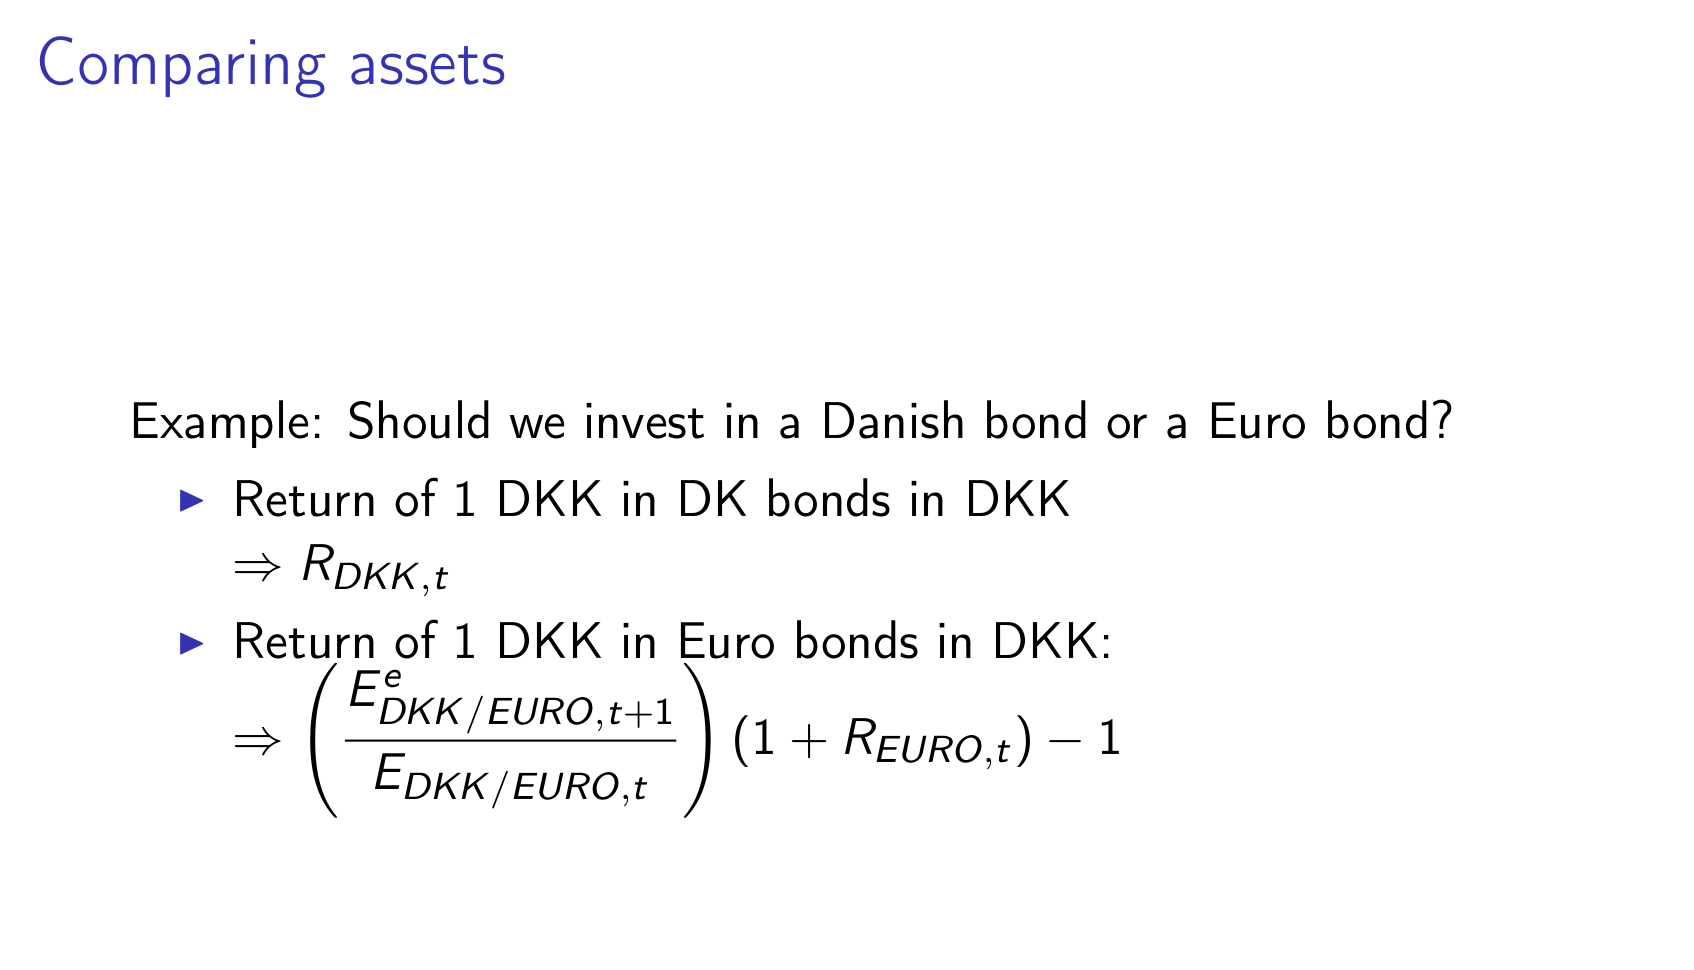 Comparing assets
Example: Should we invest in a Danish bond or a Euro bond?
▶ Return of 1 DKK in DK bonds in DKK
⇒ R_{DKK,t}
▶ Return of 1 DKK in Euro bonds in DKK:
⇒ \left( \frac{E^e_{DKK/EURO,t+1}}{E_{DKK/EURO,t}} \right) (1 + R_{EURO,t}) − 1